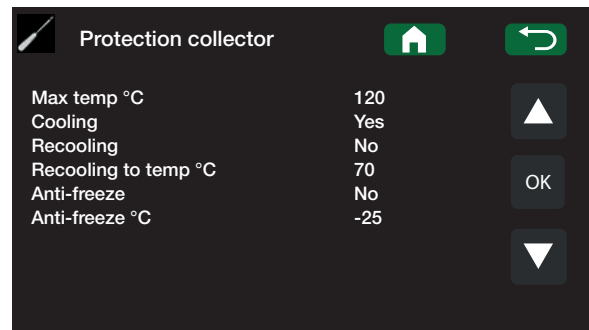 Protection collector
Max temp °C 120
Cooling Yes
Recooling No
Recooling to temp °C 70
Anti-freeze No
Anti-freeze °C -25
OK